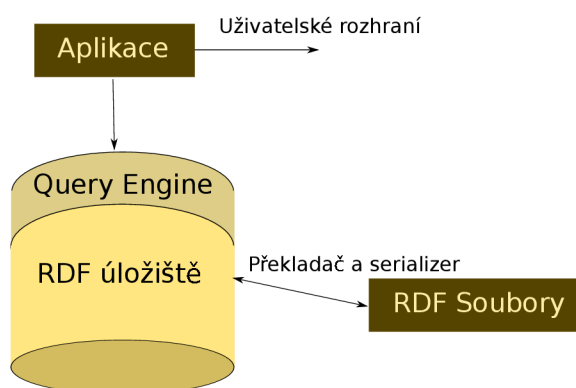 Uživatelské rozhraní
Aplikace
Query Engine
RDF úložiště
Překladač a serializer
RDF Soubory